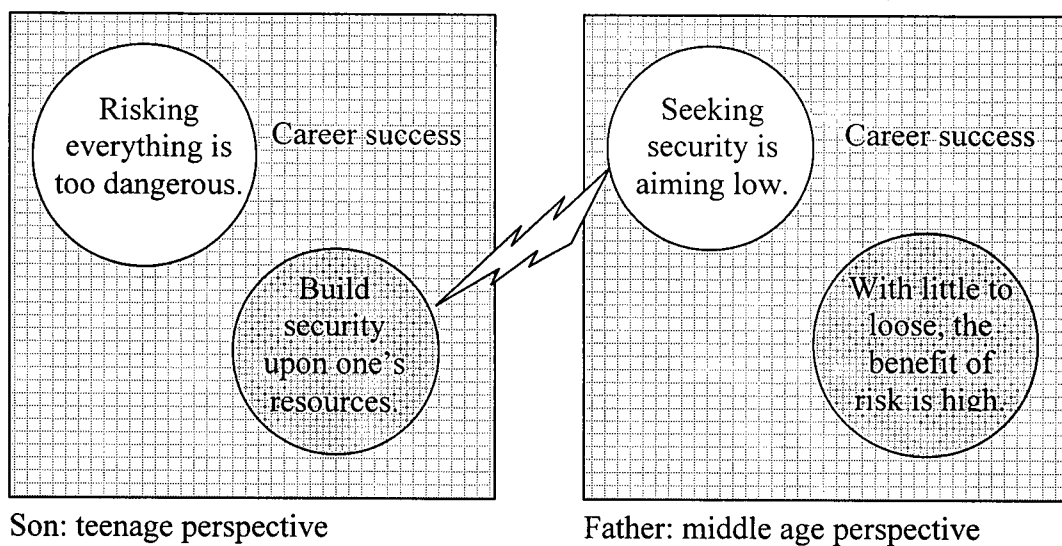 Risking
everything is
too dangerous.
Career success
Build
security
upon one's
resources.
Son: teenage perspective
Seeking
security is
aiming low.
Career success
With little to
loose, the
benefit of
risk is high.
Father: middle age perspective